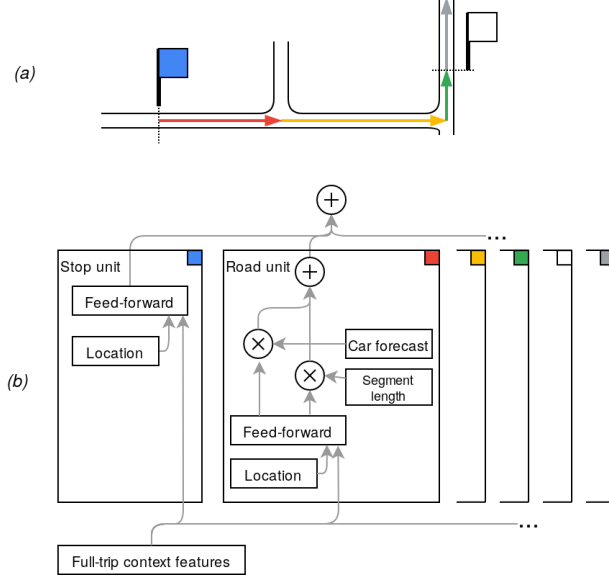 (a)
+
...
Stop unit
Road unit
+
Feed-forward
Location
×
Car forecast
×
Segment
length
(b)
Feed-forward
Location
...
Full-trip context features